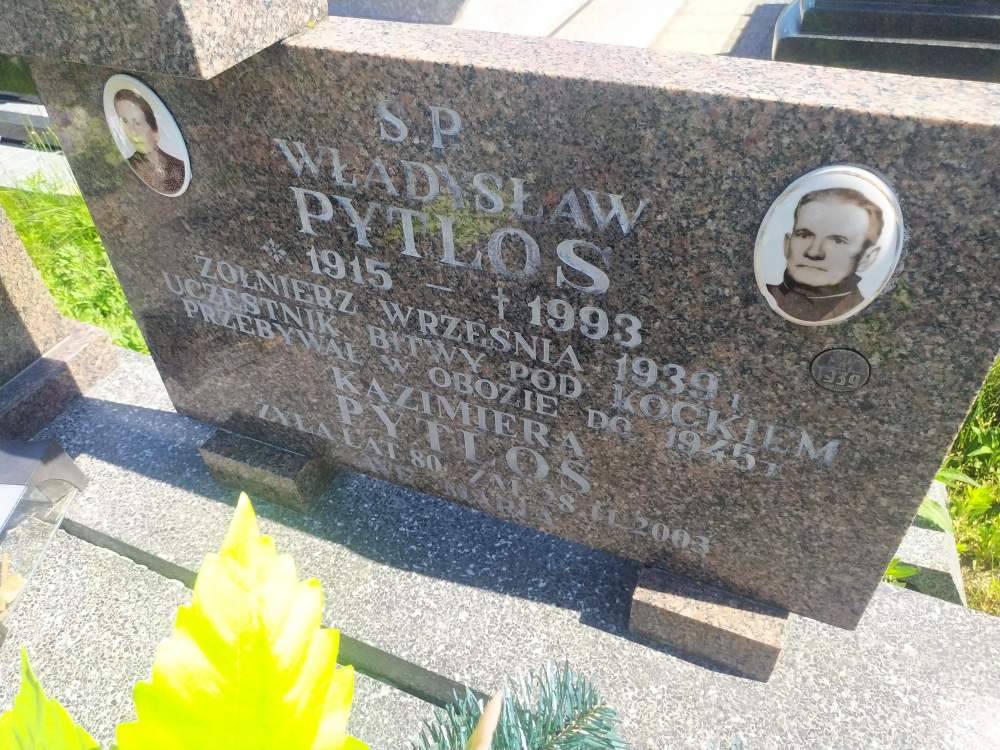 S.P
WŁADYSŁAW
PYTLOS
* 1915 – † 1993
ŻOŁNIERZ WRZEŚNIA 1939 r.
UCZESTNIK BITWY POD KOCKIEM
PRZEBYWAŁ W OBOZIE DO 1945 r.
KAZIMIERA
PYTLOS
ŻYŁA LAT 80 ZM.
11.2003
1939